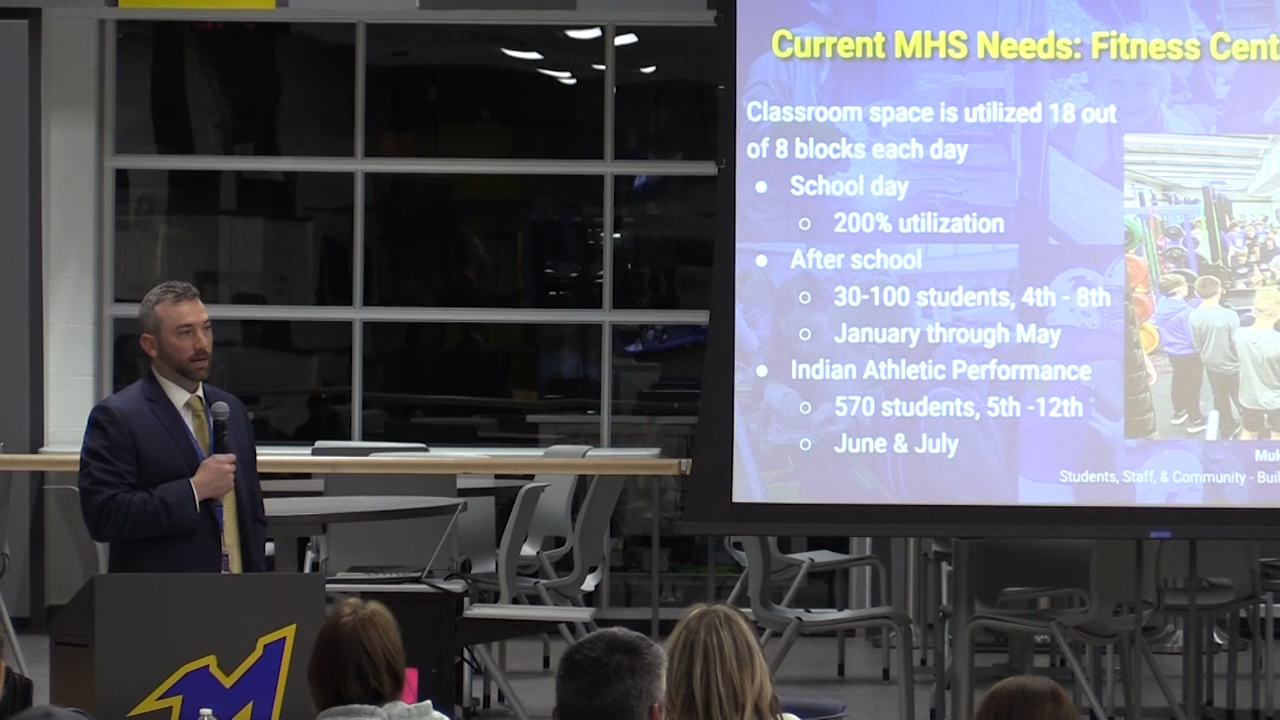 Current MHS Needs: Fitness Cent
Classroom space is utilized 18 out
of 8 blocks each day
School day
200% utilization
After school
30-100 students, 4th - 8th
January through May
Indian Athletic Performance
570 students, 5th -12th
June & July
Muk
Students, Staff, & Community - Buil
M